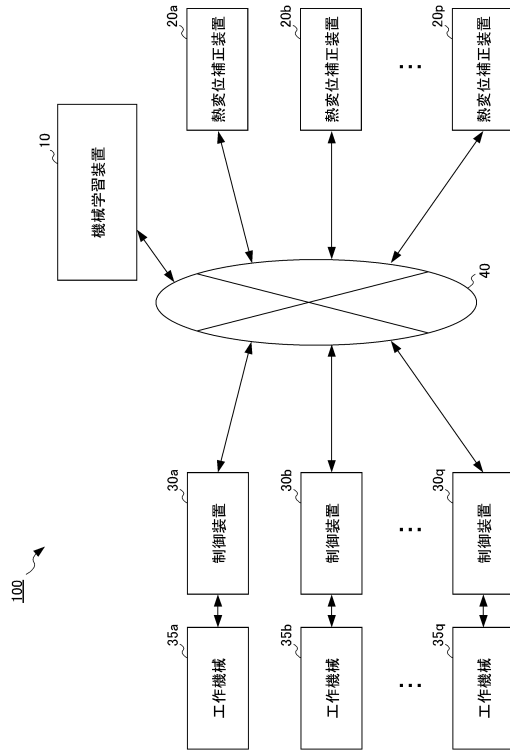 100
10
機械学習装置
35a
工作機械
30a
制御装置
20a
熱変位補正装置
35b
工作機械
30b
制御装置
20b
熱変位補正装置
…
…
…
35q
工作機械
30q
制御装置
40
20p
熱変位補正装置